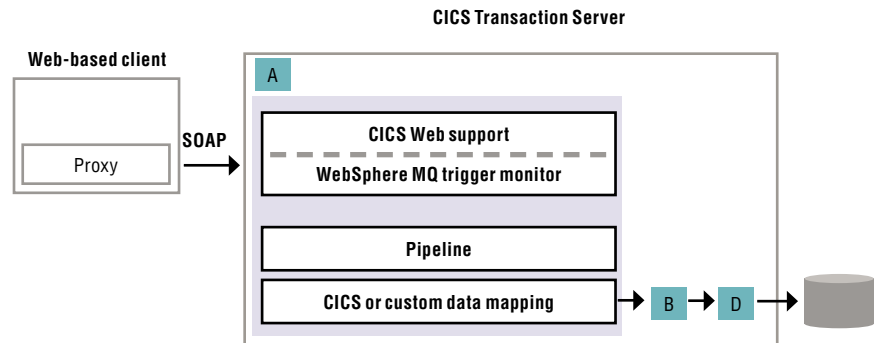 CICS Transaction Server
Web-based client
A
CICS Web support
SOAP
Proxy
WebSphere MQ trigger monitor
Pipeline
CICS or custom data mapping
B
D